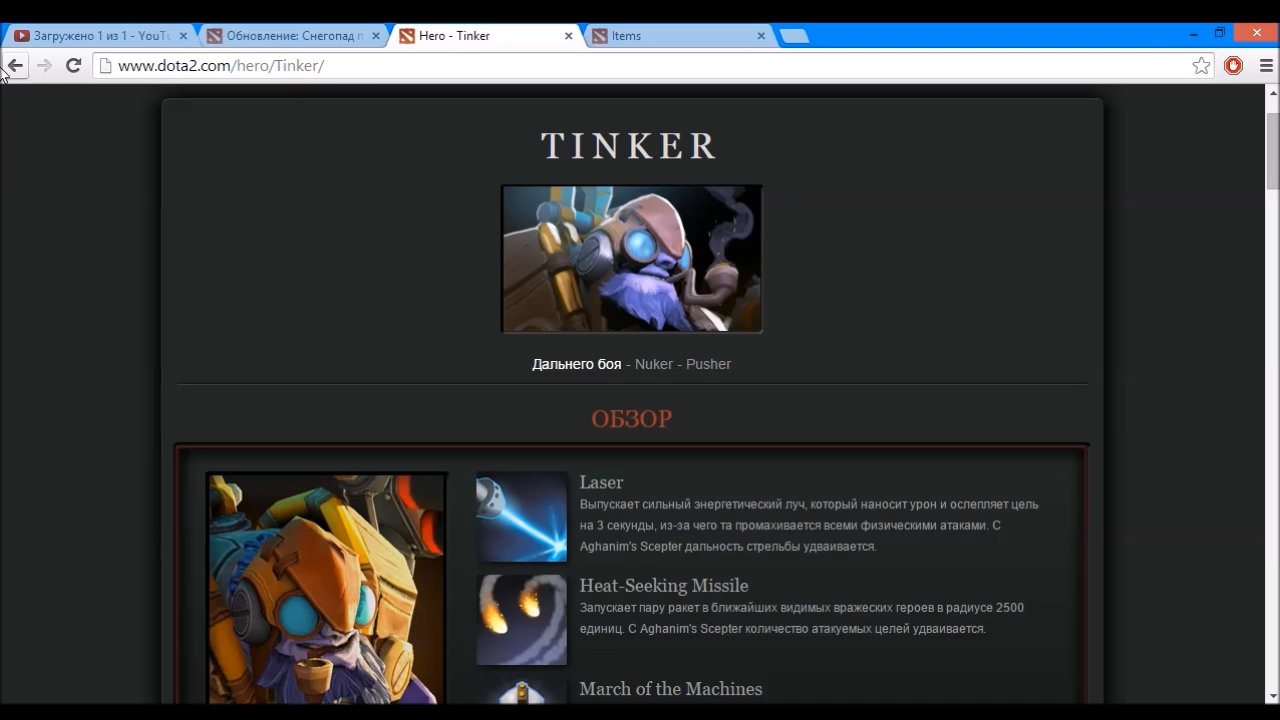 Загружено 1 из 1 - YouTu
Обновление: Снегопад п
Hero - Tinker
Items
www.dota2.com/hero/Tinker/
TINKER
Дальнего боя - Nuker - Pusher
ОБЗОР
Laser
Выпускает сильный энергетический луч, который наносит урон и ослепляет цель
на 3 секунды, из-за чего та промахивается всеми физическими атаками. С
Aghanim's Scepter дальность стрельбы удваивается.
Heat-Seeking Missile
Запускает пару ракет в ближайших видимых вражеских героев в радиусе 2500
единиц. С Aghanim's Scepter количество атакуемых целей удваивается.
March of the Machines